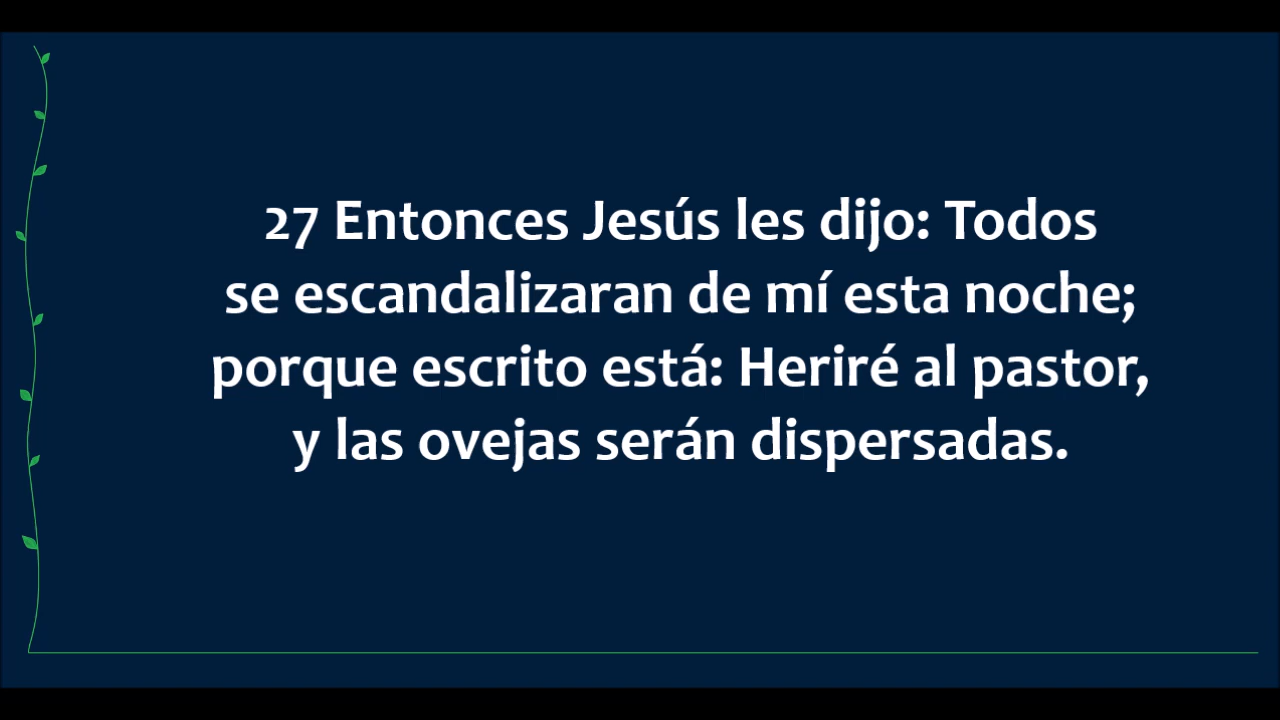 27 Entonces Jesús les dijo: Todos
se escandalizaran de mí esta noche;
porque escrito está: Heriré al pastor,
y las ovejas serán dispersadas.